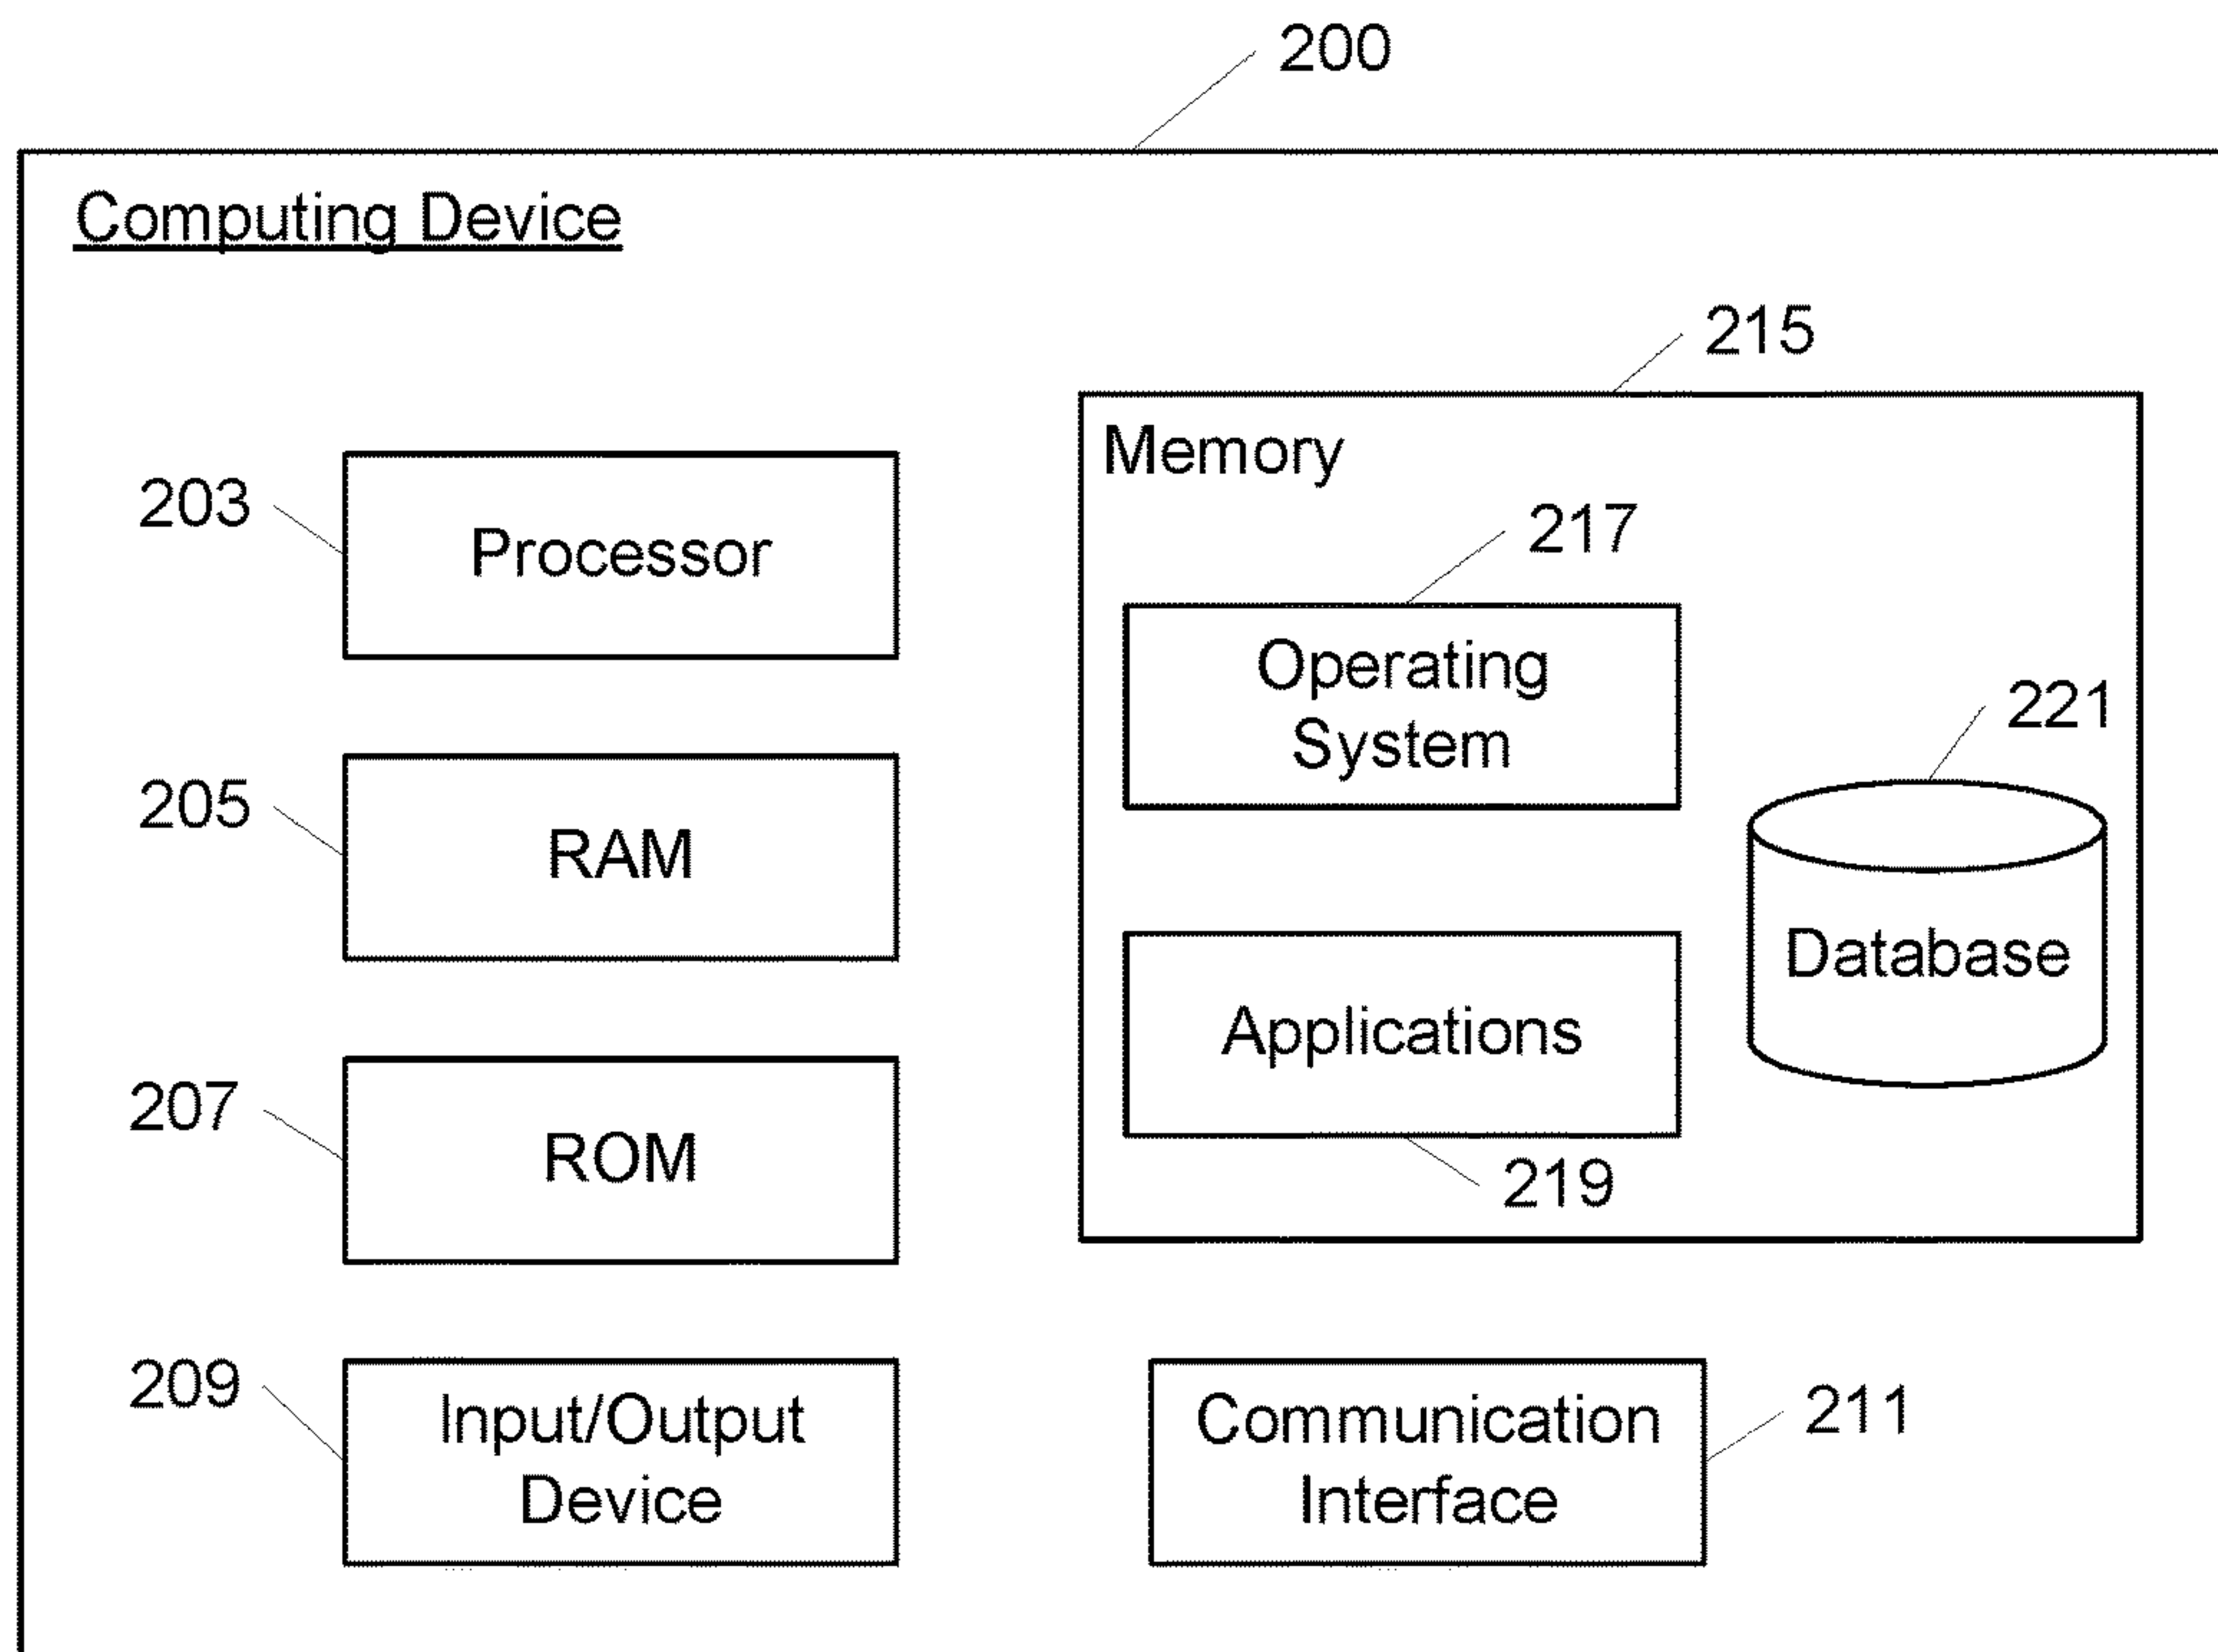 200
Computing Device
215
Memory
203
Processor
217
Operating
System
221
205
RAM
Database
Applications
207
ROM
219
209
Input/Output
Device
Communication
Interface
211